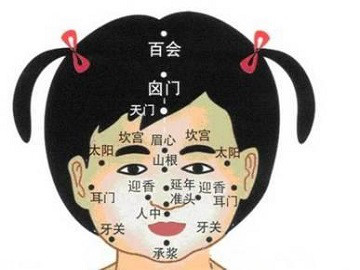 百会
囟门
天门
坎宫 坎宫
眉心
太阳 太阳
山根
迎香 延年 迎香
耳门 准头 耳门
人中
牙关 牙关
承浆